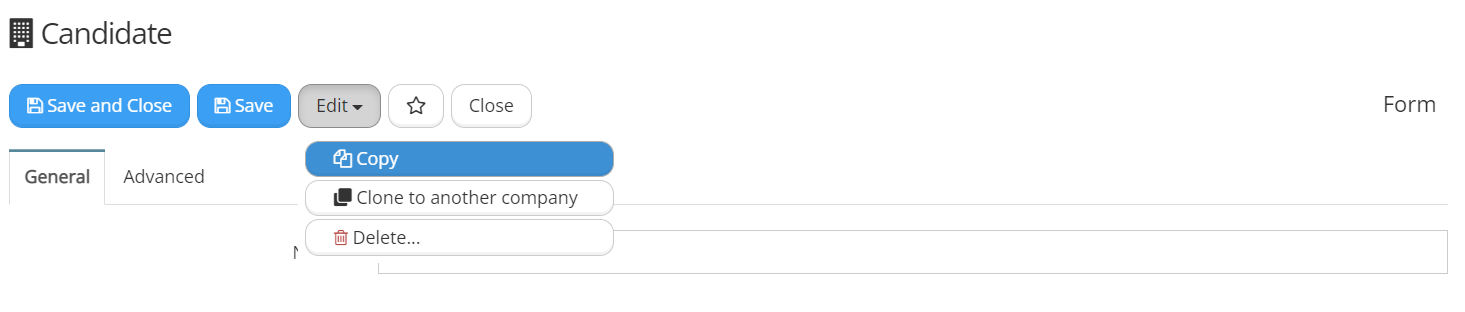 Candidate
Save and Close Save Edit Close Form
Copy
General Advanced
Clone to another company
Delete...